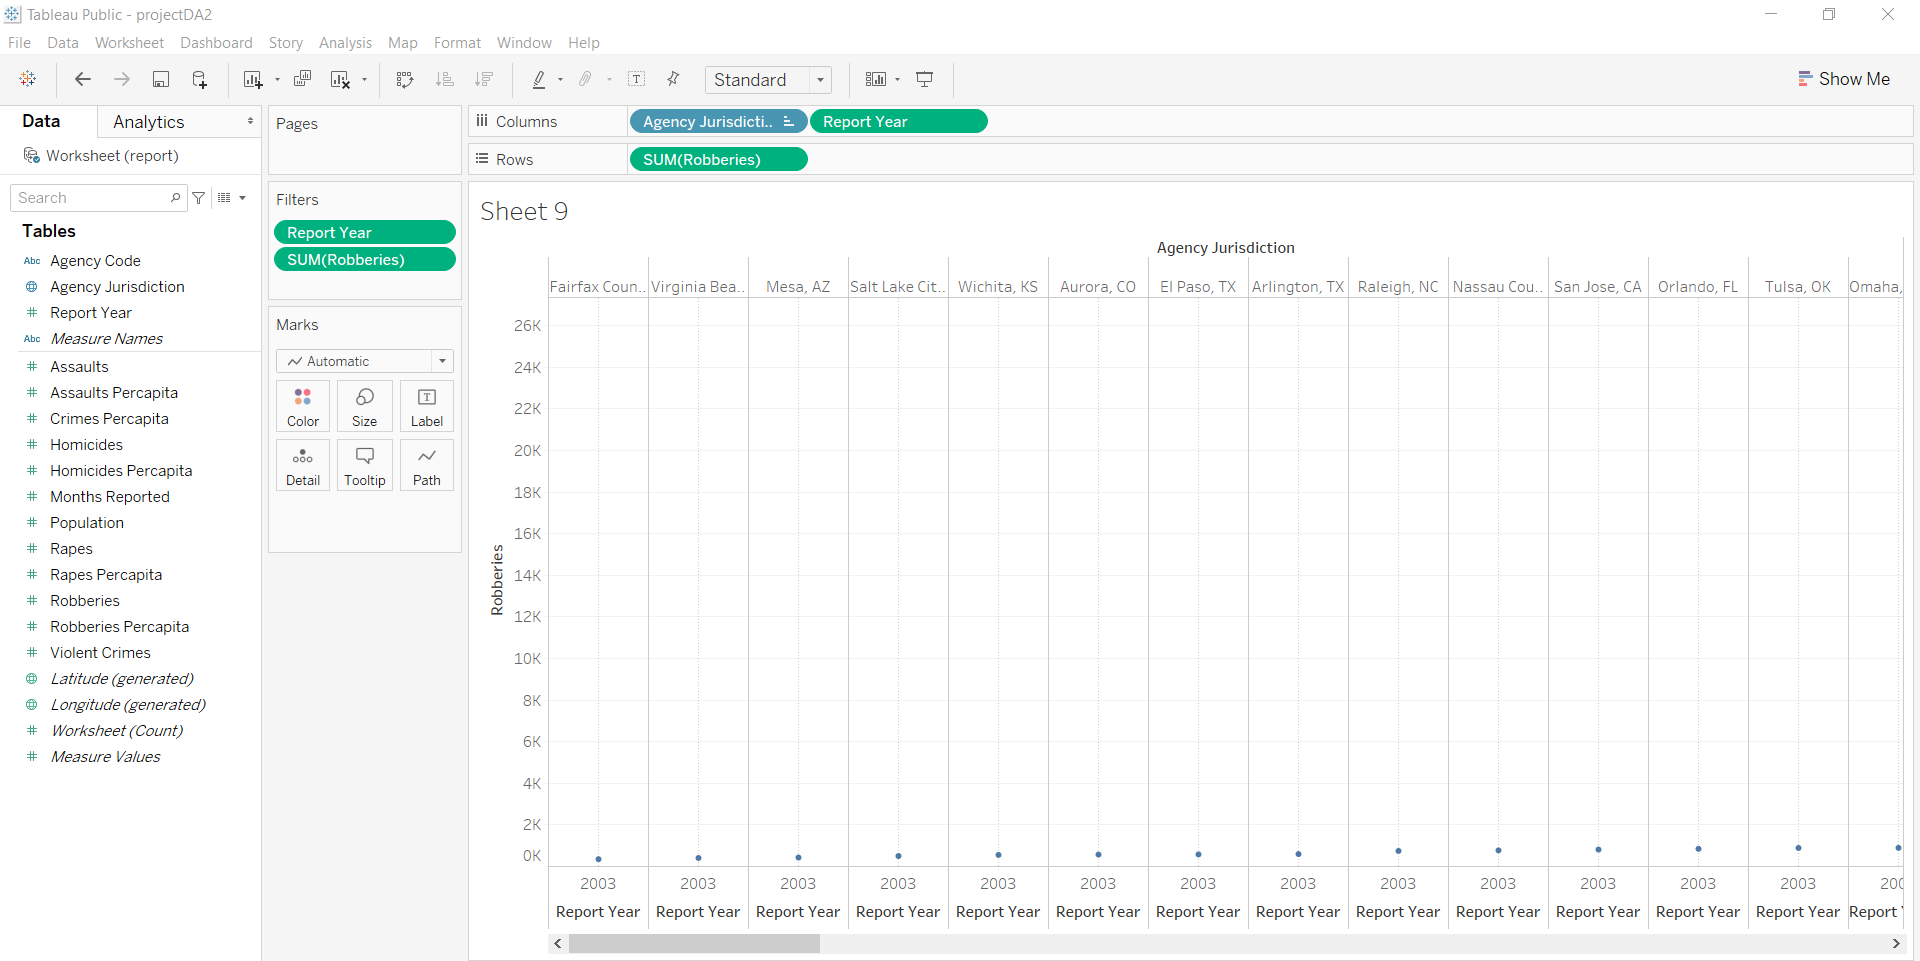 Tableau Public - projectDA2
File Data Worksheet Dashboard Story Analysis Map Format Window Help
Standard
Show Me
Data Analytics
Worksheet (report)
Search
Tables
Abc Agency Code
Agency Jurisdiction
Report Year
Abc Measure Names
Assaults
Assaults Percapita
Crimes Percapita
Homicides
Homicides Percapita
Months Reported
Population
Rapes
Rapes Percapita
Robberies
Robberies Percapita
Violent Crimes
Latitude (generated)
Longitude (generated)
Worksheet (Count)
Measure Values
Pages
Filters
Report Year
SUM(Robberies)
Marks
Automatic
Color Size Label
Detail Tooltip Path
Columns Agency Jurisdicti.. Report Year
Rows SUM(Robberies)
Sheet 9
Agency Jurisdiction
Fairfax Coun.. Virginia Bea.. Mesa, AZ Salt Lake Cit.. Wichita, KS Aurora, CO El Paso, TX Arlington, TX Raleigh, NC Nassau Cou.. San Jose, CA Orlando, FL Tulsa, OK Omaha,
26K
24K
22K
20K
18K
16K
14K
12K
10K
8K
6K
4K
2K
0K
Robberies
2003 2003 2003 2003 2003 2003 2003 2003 2003 2003 2003 2003 2003 200
Report Year Report Year Report Year Report Year Report Year Report Year Report Year Report Year Report Year Report Year Report Year Report Year Report Year Report Y